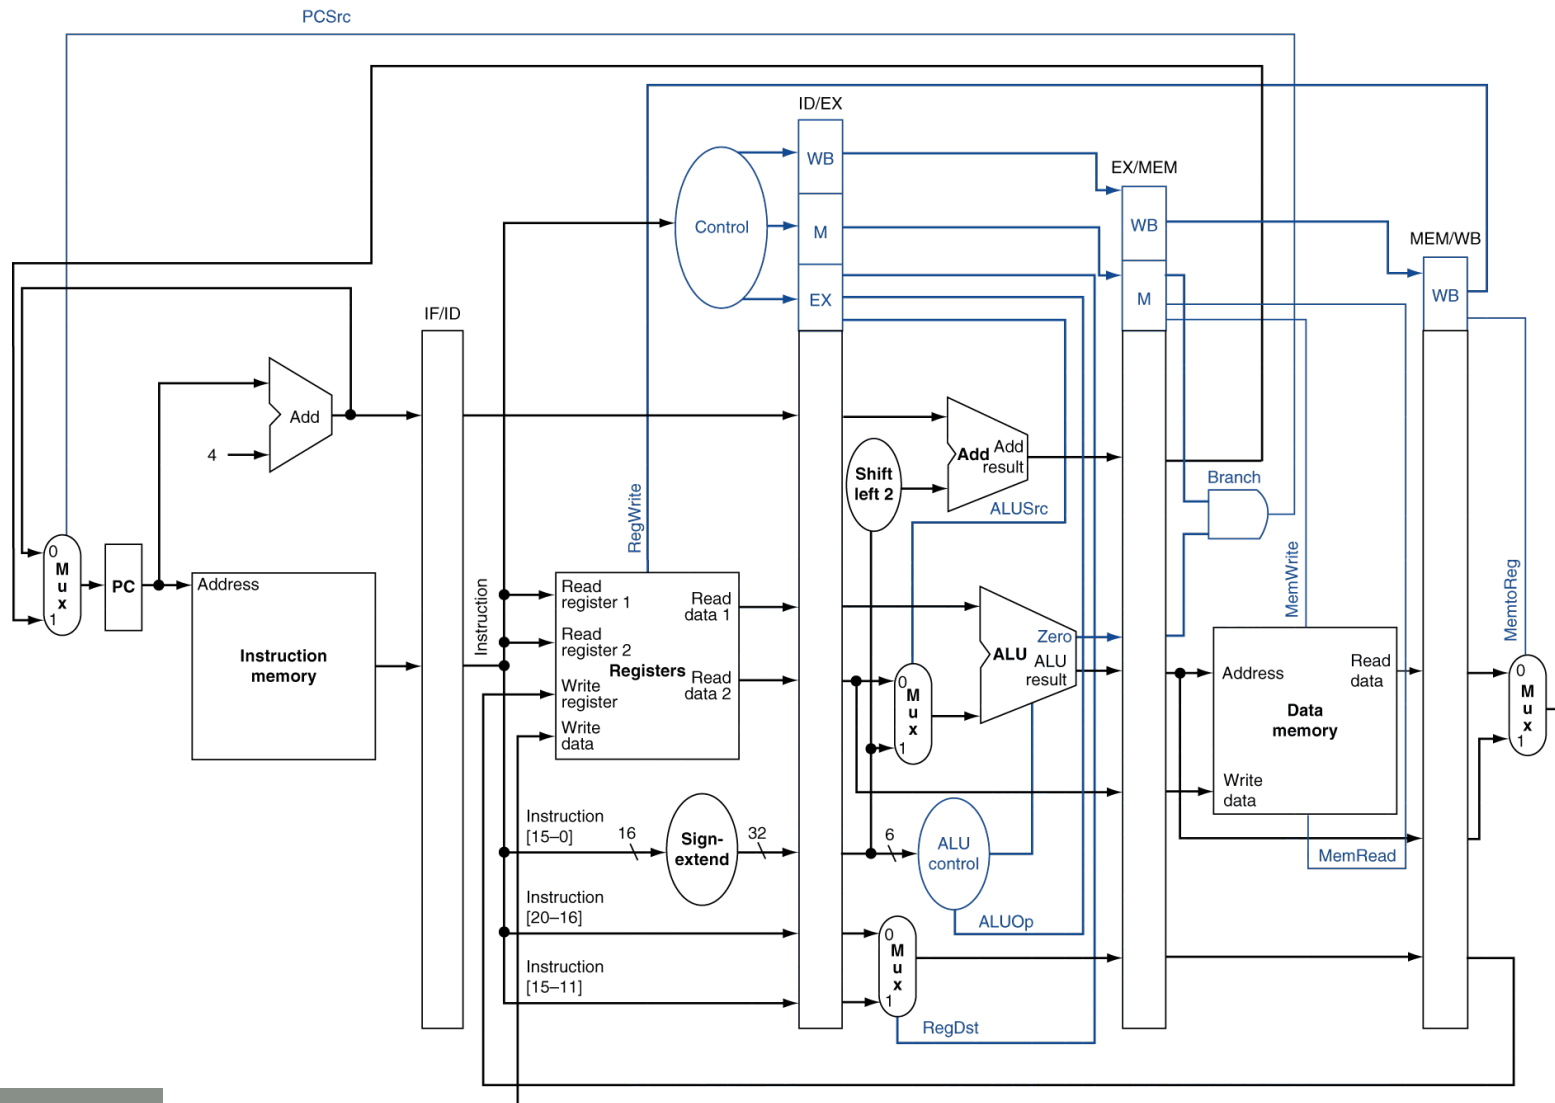 PCSrc
ID/EX
WB
EX/MEM
Control
M
WB
MEM/WB
EX
M
WB
IF/ID
Add
4
Add
Add
result
Shift
left 2
ALUSrc
Branch
RegWrite
MemWrite
MemtoReg
0
M
u
x
1
PC
Address
Instruction
memory
Instruction
Read
register 1
Read
register 2
Registers
Write
register
Write
data
Read
data 1
Read
data 2
0
M
u
x
1
Zero
ALU
ALU
result
Address
Read
data
Data
memory
Write
data
0
M
u
x
1
Instruction
[15–0]
16
Sign-
extend
32
6
ALU
control
MemRead
Instruction
[20–16]
ALUOp
0
M
u
x
1
Instruction
[15–11]
RegDst